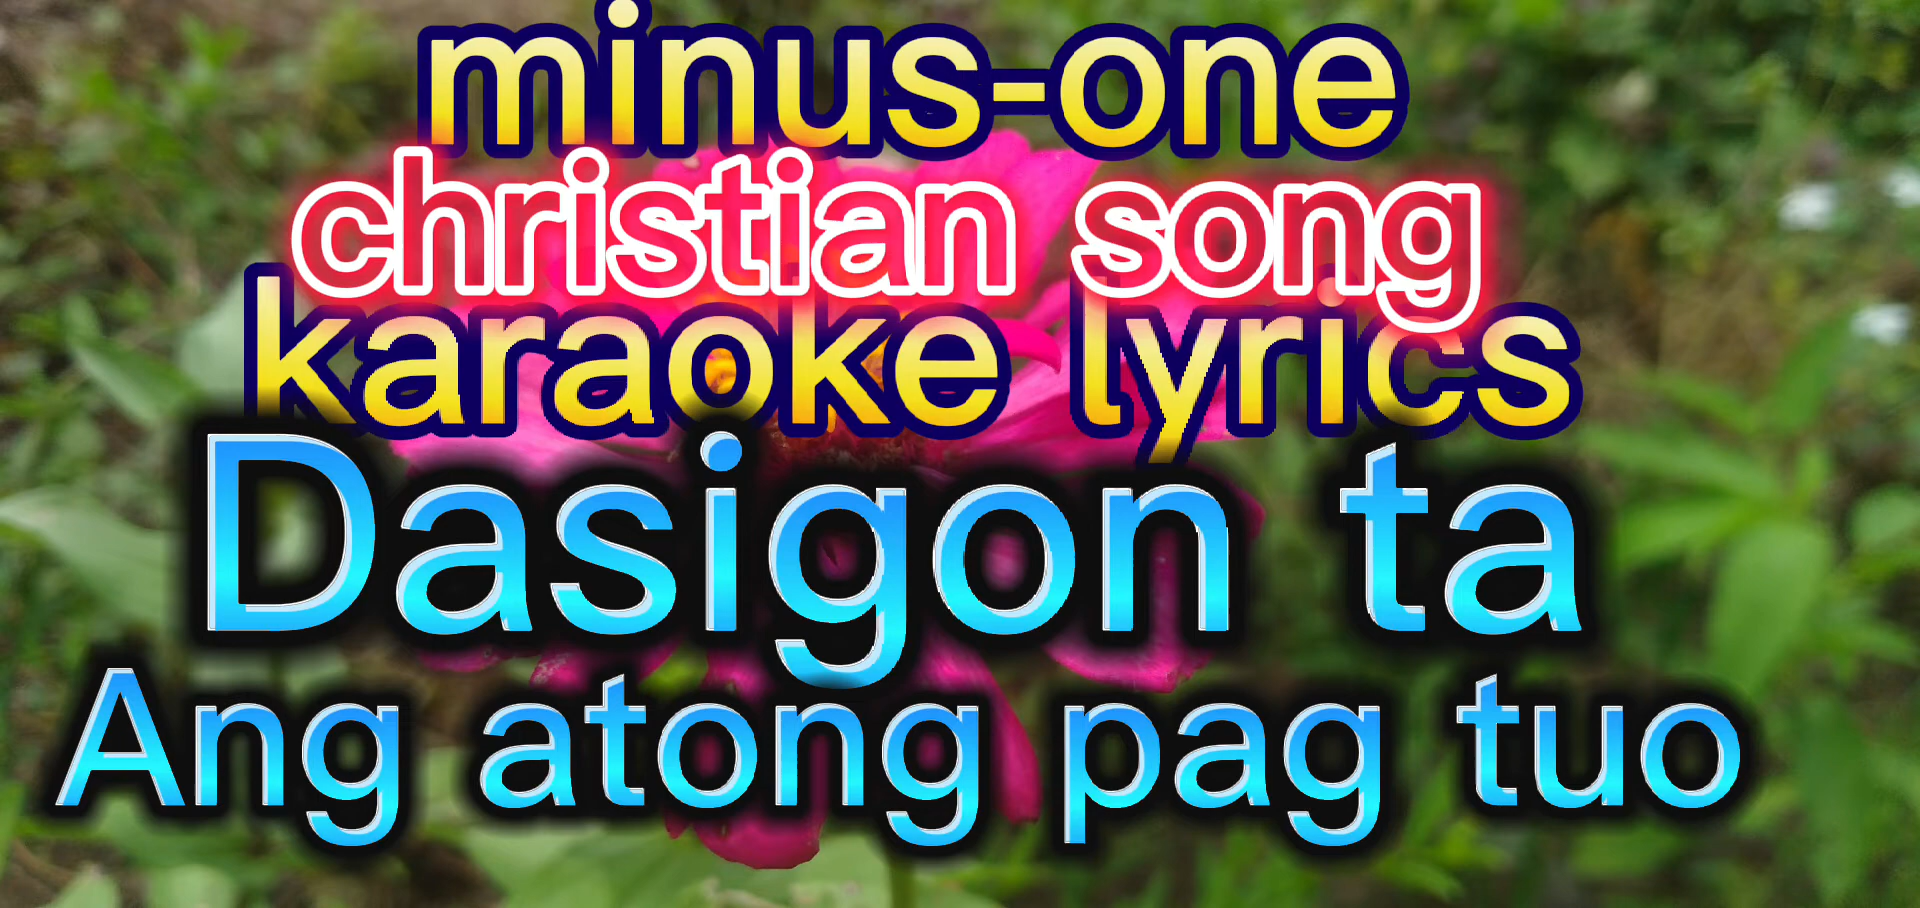 minus-one
christian song
karaoke lyrics
Dasigon ta
Ang atong pag tuo